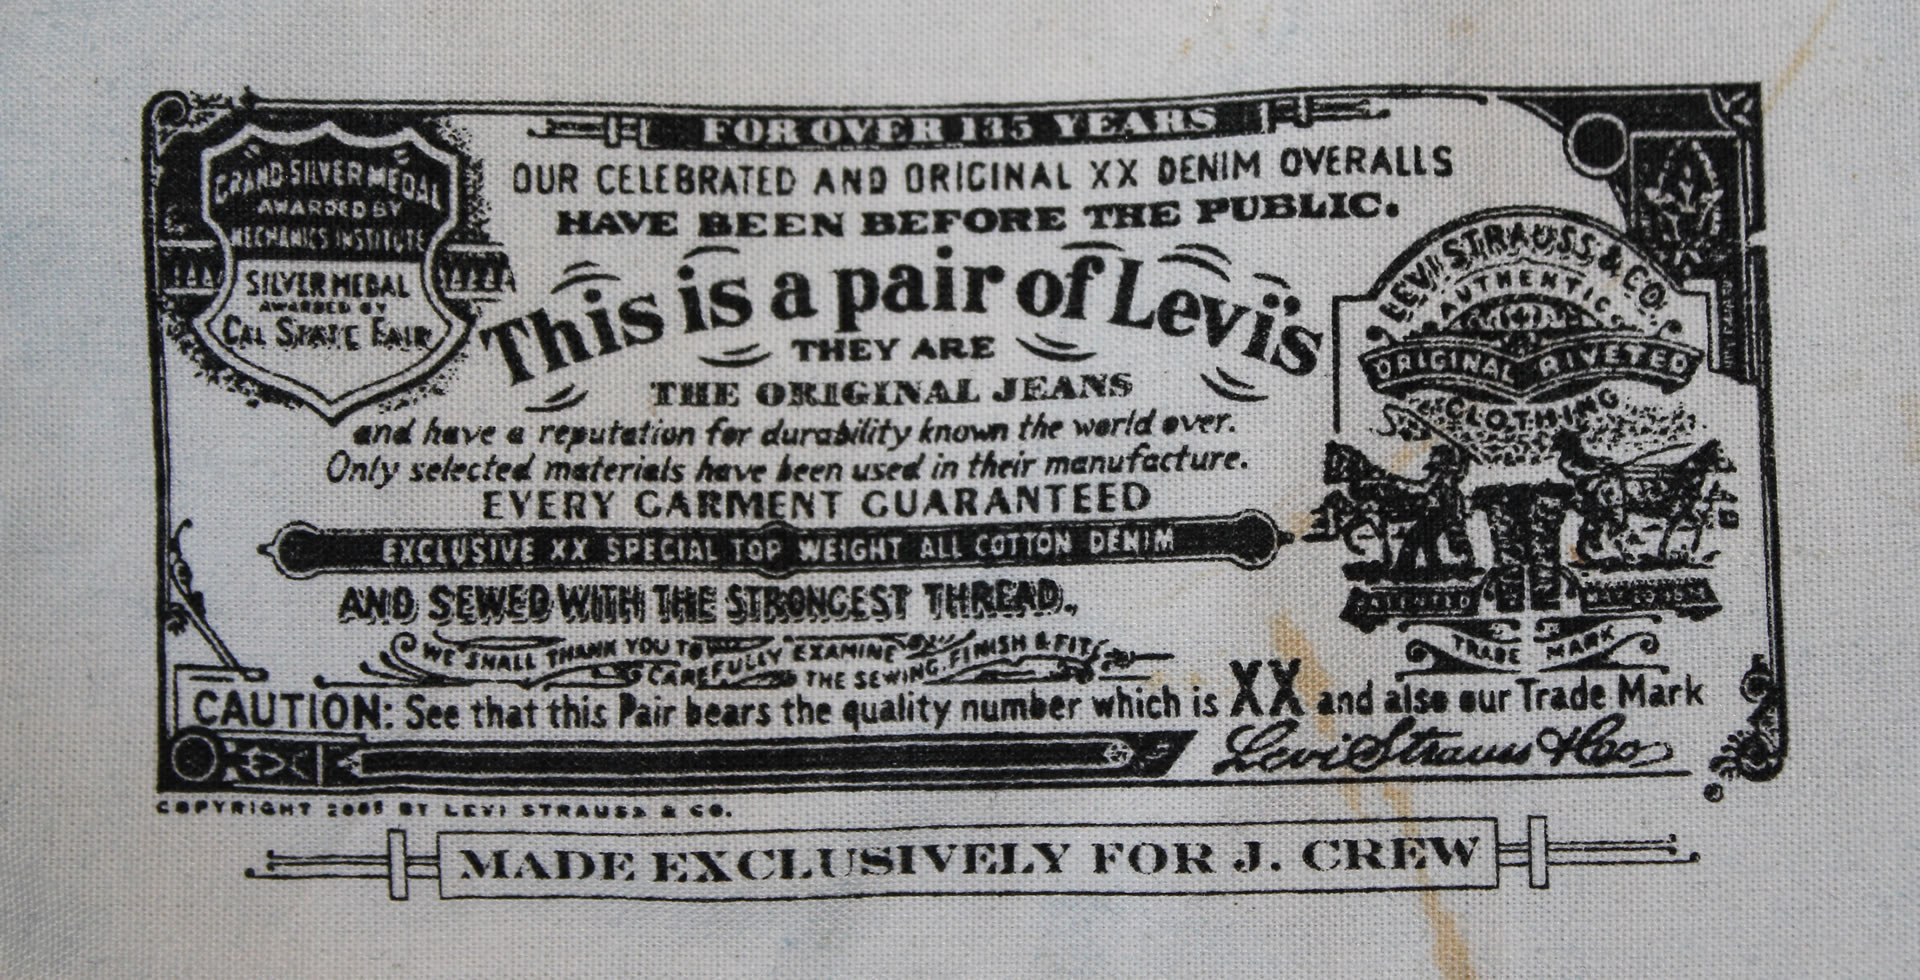 GRAND SILVER MEDAL
AWARDED BY
MECHANICS INSTITUTE
SILVER MEDAL
AWARDED BY
CAL STATE FAIR
FOR OVER 135 YEARS
OUR CELEBRATED AND ORIGINAL XX DENIM OVERALLS
HAVE BEEN BEFORE THE PUBLIC.
This is a pair of Levi's
THEY ARE
THE ORIGINAL JEANS
and have a reputation for durability known the world over.
Only selected materials have been used in their manufacture.
EVERY GARMENT GUARANTEED
EXCLUSIVE XX SPECIAL TOP WEIGHT ALL COTTON DENIM
AND SEWED WITH THE STRONGEST THREAD.
WE SHALL THANK YOU TO
CAREFULLY EXAMINE
THE SEWING, FINISH & FIT
LEVI STRAUSS & CO.
AUTHENTIC
ORIGINAL RIVETED
CLOTHING
TRADE MARK
CAUTION: See that this Pair bears the quality number which is XX and also our Trade Mark
Levi Strauss & Co
COPYRIGHT BY LEVI STRAUSS & CO.
MADE EXCLUSIVELY FOR J. CREW